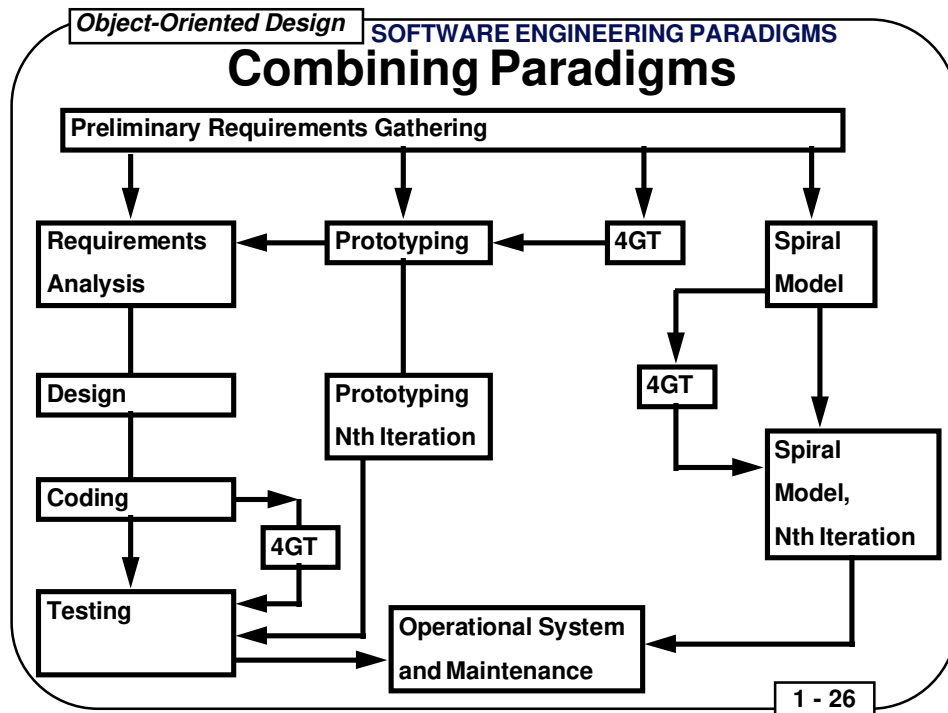 Object-Oriented Design
SOFTWARE ENGINEERING PARADIGMS
Combining Paradigms
Preliminary Requirements Gathering
Requirements
Analysis
Prototyping
4GT
Spiral
Model
Design
Prototyping
Nth Iteration
4GT
Spiral
Model,
Nth Iteration
Coding
4GT
Testing
Operational System
and Maintenance
1 - 26